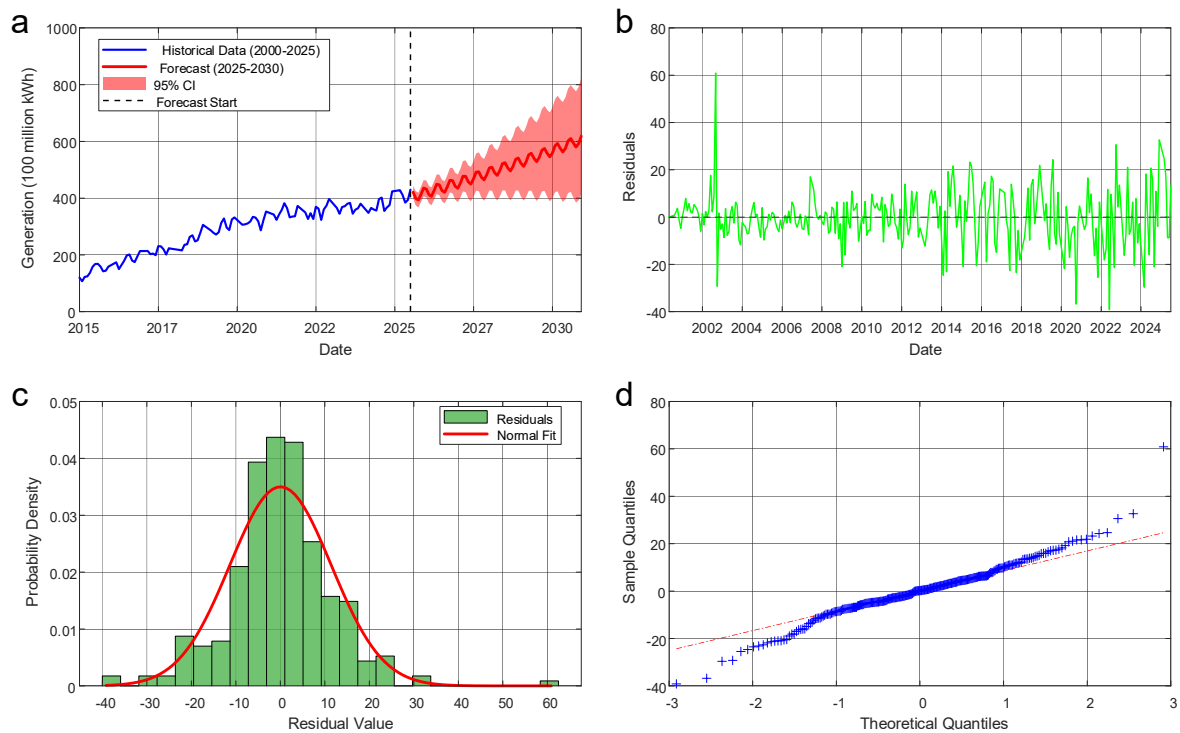 a
Generation (100 million kWh)
1000
800
600
400
200
0
Historical Data (2000-2025)
Forecast (2025-2030)
95% CI
Forecast Start
2015 2017 2020 2022 2025 2027 2030
Date
b
Residuals
80
60
40
20
0
-20
-40
2002 2004 2006 2008 2010 2012 2014 2016 2018 2020 2022 2024
Date
c
Probability Density
0.05
0.04
0.03
0.02
0.01
0
Residuals
Normal Fit
-40 -30 -20 -10 0 10 20 30 40 50 60
Residual Value
d
Sample Quantiles
80
60
40
20
0
-20
-40
-3 -2 -1 0 1 2 3
Theoretical Quantiles